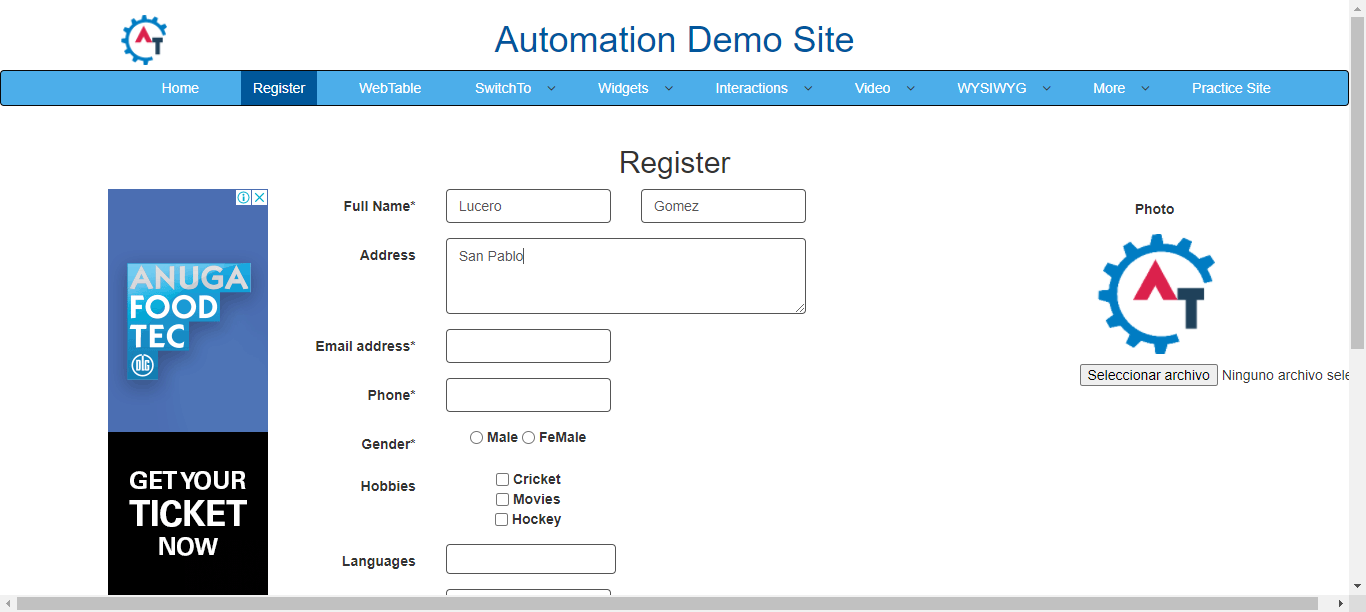 Automation Demo Site
Home Register WebTable SwitchTo Widgets Interactions Video WYSIWYG More Practice Site
Register
ANUGA
FOOD
TEC
DLG
GET YOUR
TICKET
NOW
Full Name* Lucero Gomez
Address San Pablo
Email address*
Phone*
Gender* Male FeMale
Hobbies Cricket
Movies
Hockey
Languages
Photo
AT
Seleccionar archivo Ninguno archivo sele